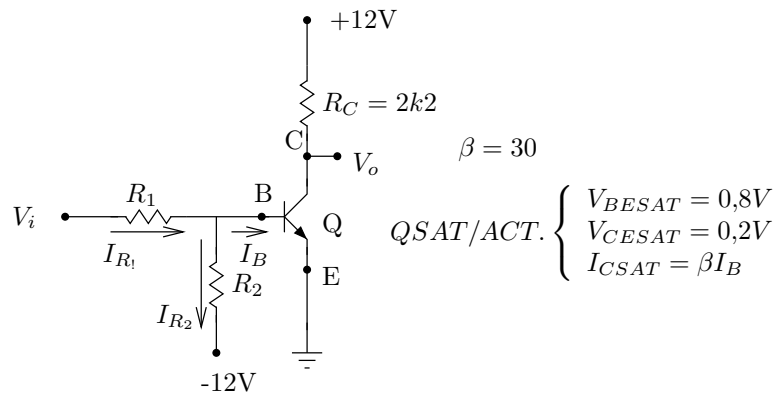 +12V
R_C = 2k2
C
V_o
β = 30
R_1
B
V_i
Q
I_{R_!}
I_B
E
R_2
I_{R_2}
-12V
QSAT/ACT. {
V_{BESAT} = 0,8V
V_{CESAT} = 0,2V
I_{CSAT} = βI_B